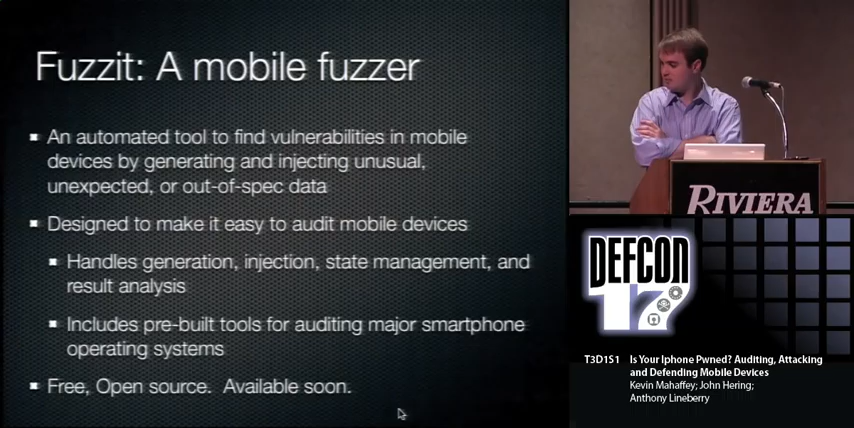 Fuzzit: A mobile fuzzer
An automated tool to find vulnerabilities in mobile
devices by generating and injecting unusual,
unexpected, or out-of-spec data
Designed to make it easy to audit mobile devices
Handles generation, injection, state management, and
result analysis
Includes pre-built tools for auditing major smartphone
operating systems
Free, Open source. Available soon.
RIVIERA
DEFCON
17
T3D1S1 Is Your Iphone Pwned? Auditing, Attacking
and Defending Mobile Devices
Kevin Mahaffey; John Hering;
Anthony Lineberry